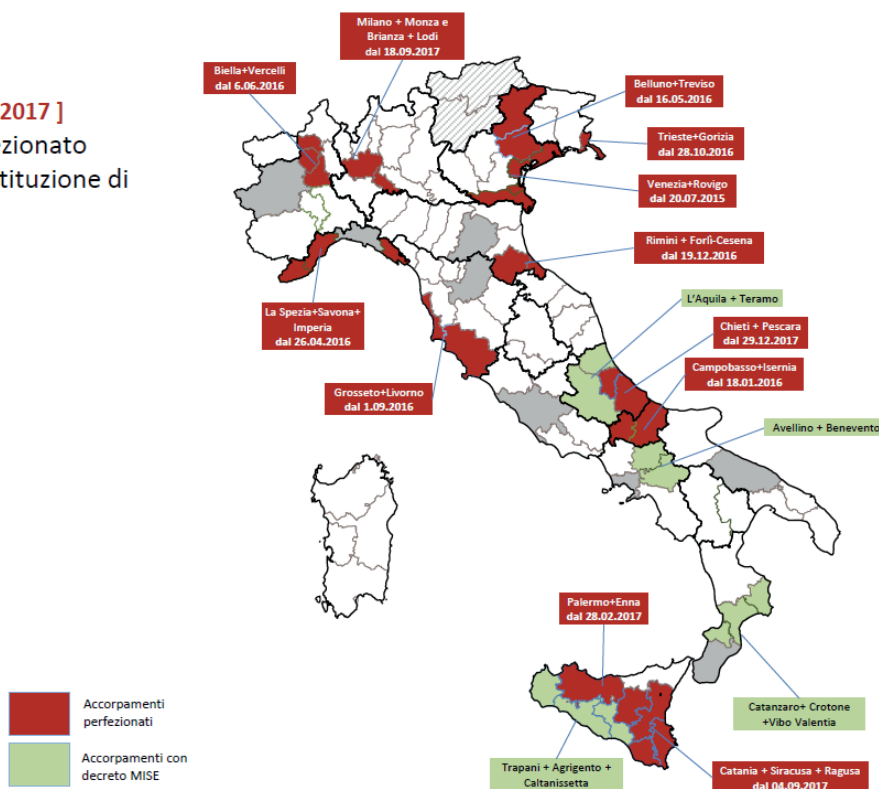 2017 ]
ezionato
stituzione di
Milano + Monza e
Brianza + Lodi
dal 18.09.2017
Biella+Vercelli
dal 6.06.2016
Belluno+Treviso
dal 16.05.2016
Trieste+Gorizia
dal 28.10.2016
Venezia+Rovigo
dal 20.07.2015
Rimini + Forlì-Cesena
dal 19.12.2016
L'Aquila + Teramo
La Spezia+Savona+
Imperia
dal 26.04.2016
Chieti + Pescara
dal 29.12.2017
Campobasso+Isernia
dal 18.01.2016
Grosseto+Livorno
dal 1.09.2016
Avellino + Benevento
Palermo+Enna
dal 28.02.2017
Catanzaro+ Crotone
+Vibo Valentia
Trapani + Agrigento +
Caltanissetta
Catania + Siracusa + Ragusa
dal 04.09.2017
Accorpamenti
perfezionati
Accorpamenti con
decreto MISE